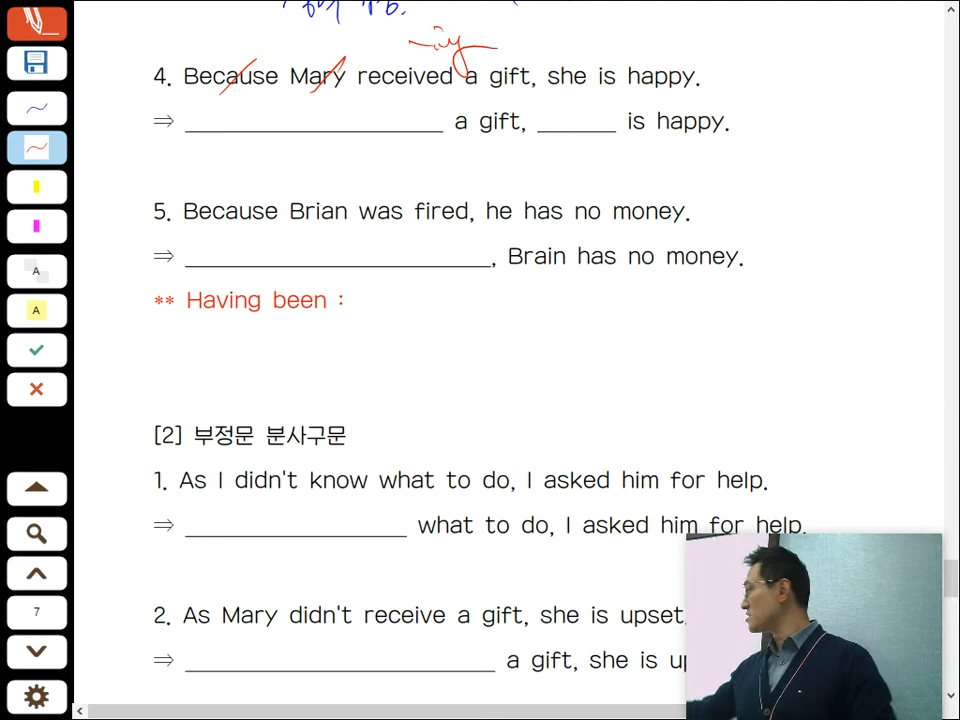 ing
4. Because Mary received a gift, she is happy.
⇒ ____________________ a gift, ______ is happy.
5. Because Brian was fired, he has no money.
⇒ ________________________, Brain has no money.
** Having been :
[2] 부정문 분사구문
1. As I didn't know what to do, I asked him for help.
⇒ _________________ what to do, I asked him for help.
2. As Mary didn't receive a gift, she is upset,
⇒ ________________________ a gift, she is up
A
A
7